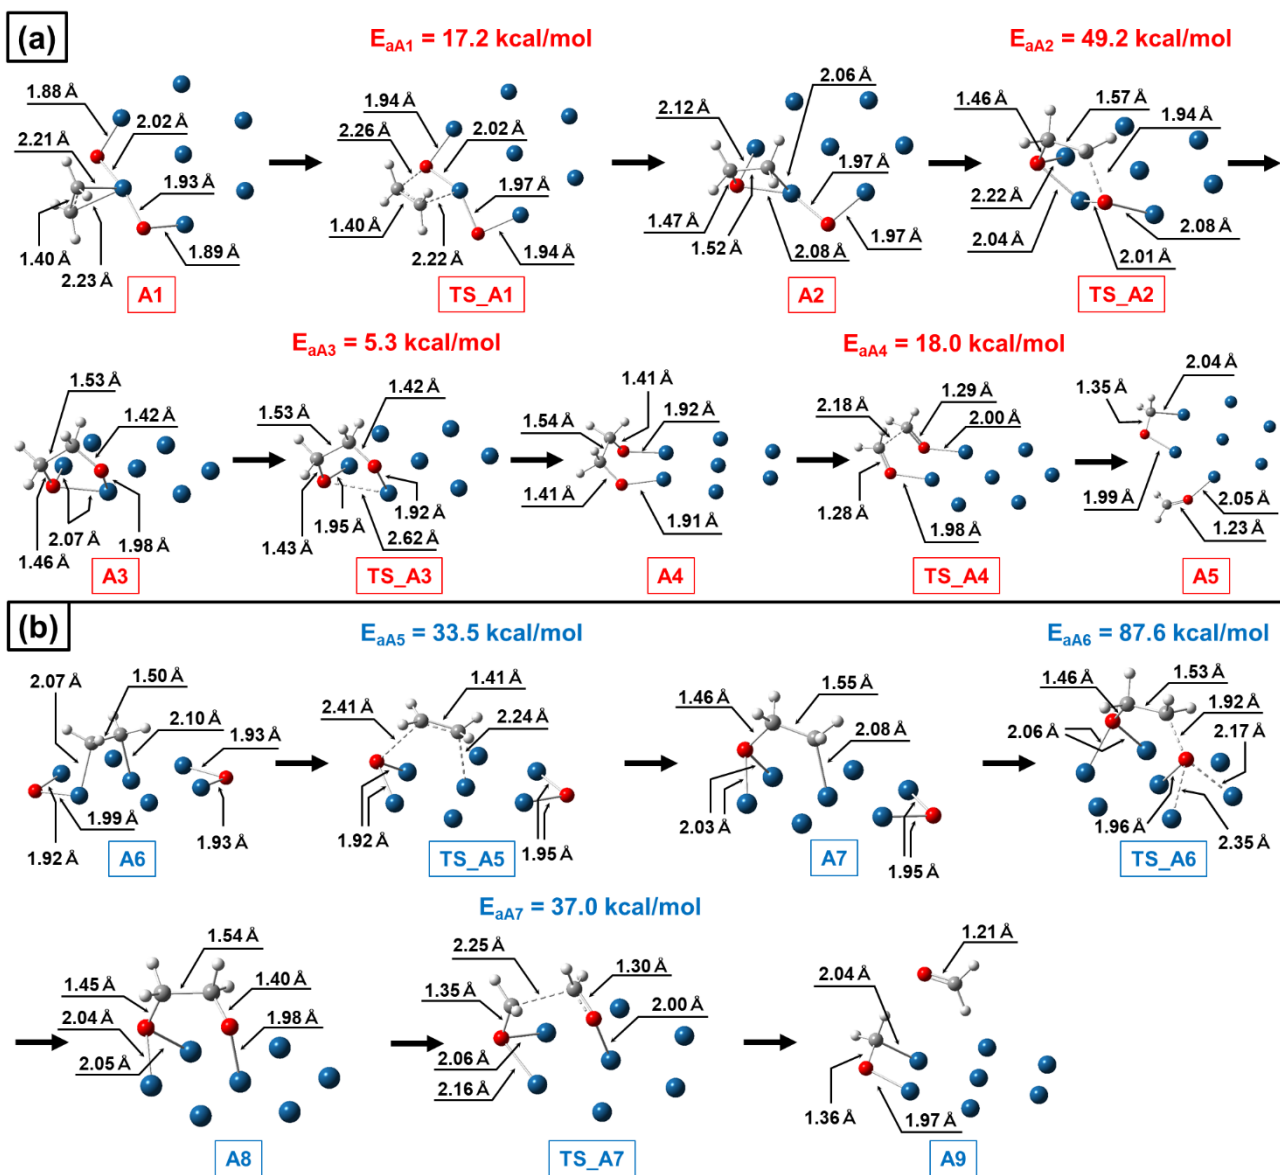 (a)
E_aA1 = 17.2 kcal/mol
E_aA2 = 49.2 kcal/mol
1.88 Å
2.02 Å
2.21 Å
1.93 Å
1.40 Å
2.23 Å
1.89 Å
A1
1.94 Å
2.26 Å
2.02 Å
1.97 Å
1.40 Å
2.22 Å
1.94 Å
TS_A1
2.06 Å
2.12 Å
1.97 Å
1.47 Å
1.52 Å
2.08 Å
1.97 Å
A2
1.46 Å
1.57 Å
1.94 Å
2.22 Å
2.04 Å
2.08 Å
2.01 Å
TS_A2
E_aA3 = 5.3 kcal/mol
E_aA4 = 18.0 kcal/mol
1.53 Å
1.42 Å
2.07 Å
1.46 Å
1.98 Å
A3
1.42 Å
1.53 Å
1.95 Å
1.92 Å
1.43 Å
2.62 Å
TS_A3
1.41 Å
1.92 Å
1.54 Å
1.41 Å
1.91 Å
A4
1.29 Å
2.18 Å
2.00 Å
1.28 Å
1.98 Å
TS_A4
2.04 Å
1.35 Å
1.99 Å
2.05 Å
1.23 Å
A5
(b)
E_aA5 = 33.5 kcal/mol
E_aA6 = 87.6 kcal/mol
1.50 Å
2.07 Å
2.10 Å
1.93 Å
1.99 Å
1.92 Å
1.93 Å
A6
1.41 Å
2.41 Å
2.24 Å
1.92 Å
1.95 Å
TS_A5
1.46 Å
1.55 Å
2.08 Å
2.03 Å
1.95 Å
A7
1.46 Å
1.53 Å
1.92 Å
2.06 Å
2.17 Å
1.96 Å
2.35 Å
TS_A6
E_aA7 = 37.0 kcal/mol
1.54 Å
1.45 Å
1.40 Å
2.04 Å
1.98 Å
2.05 Å
A8
2.25 Å
1.30 Å
1.35 Å
2.00 Å
2.06 Å
2.16 Å
TS_A7
1.21 Å
2.04 Å
1.36 Å
1.97 Å
A9